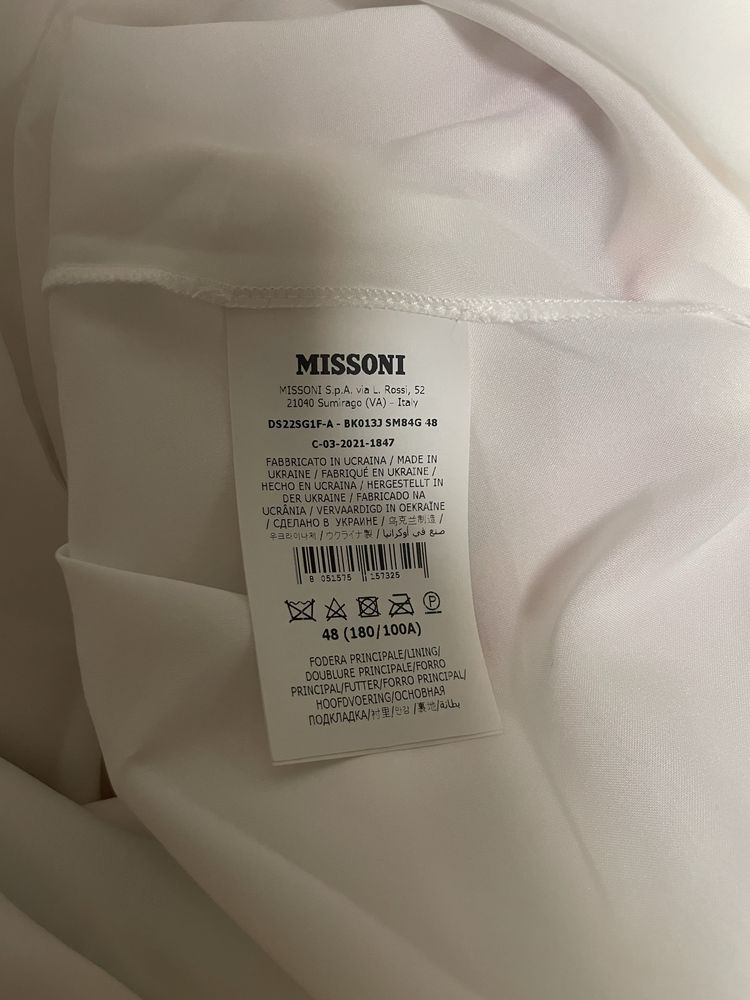 MISSONI
MISSONI S.p.A. via L. Rossi, 52
21040 Sumirago (VA) - Italy
DS22SG1F-A - BK013J SM84G 48
C-03-2021-1847
FABBRICATO IN UCRAINA / MADE IN
UKRAINE / FABRIQUÉ EN UKRAINE /
HECHO EN UCRAINA / HERGESTELLT IN
DER UKRAINE / FABRICADO NA
UCRÂNIA / VERVAARDIGD IN OEKRAÏNE
/ СДЕЛАНО В УКРАИНЕ / 乌克兰制造 /
우크라이나제 / ウクライナ製 / صنع في أوكرانيا /
8 051575 157325
P
48 (180/100A)
FODERA PRINCIPALE/LINING/
DOUBLURE PRINCIPALE/FORRO
PRINCIPAL/FUTTER/FORRO PRINCIPAL/
HOOFDVOERING/ОСНОВНАЯ
ПОДКЛАДКА/衬里/안감 /裏地/بطانة